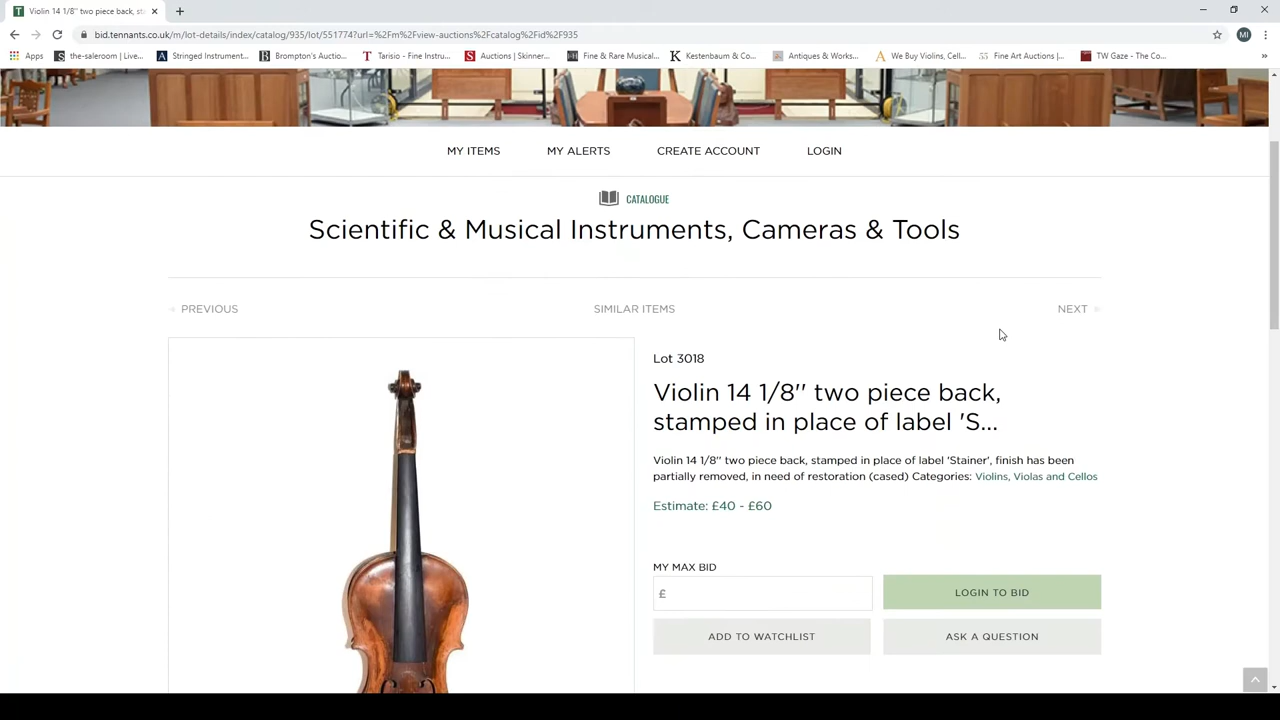 Violin 14 1/8'' two piece back, st
bid.tennants.co.uk/m/lot-details/index/catalog/935/lot/551774?url=%2Fm%2Fview-auctions%2Fcatalog%2Fid%2F935
MI
Apps
the-saleroom | Live...
Stringed Instrument...
Brompton's Auctio...
Tarisio - Fine Instru...
Auctions | Skinner...
Fine & Rare Musical...
Kestenbaum & Co...
Antiques & Works...
We Buy Violins, Cell...
Fine Art Auctions |...
TW Gaze - The Co...
MY ITEMS
MY ALERTS
CREATE ACCOUNT
LOGIN
CATALOGUE
Scientific & Musical Instruments, Cameras & Tools
PREVIOUS
SIMILAR ITEMS
NEXT
Lot 3018
Violin 14 1/8'' two piece back,
stamped in place of label 'S...
Violin 14 1/8'' two piece back, stamped in place of label 'Stainer', finish has been
partially removed, in need of restoration (cased) Categories: Violins, Violas and Cellos
Estimate: £40 - £60
MY MAX BID
£
LOGIN TO BID
ADD TO WATCHLIST
ASK A QUESTION